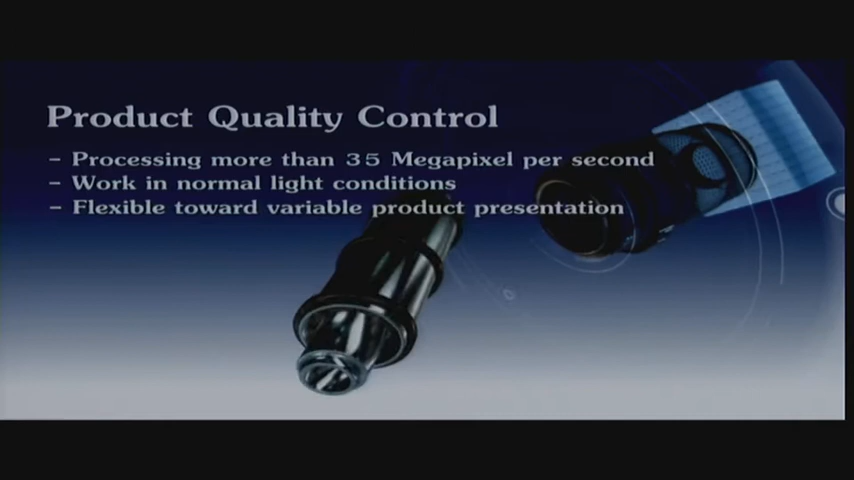 Product Quality Control
– Processing more than 35 Megapixel per second
– Work in normal light conditions
– Flexible toward variable product presentation